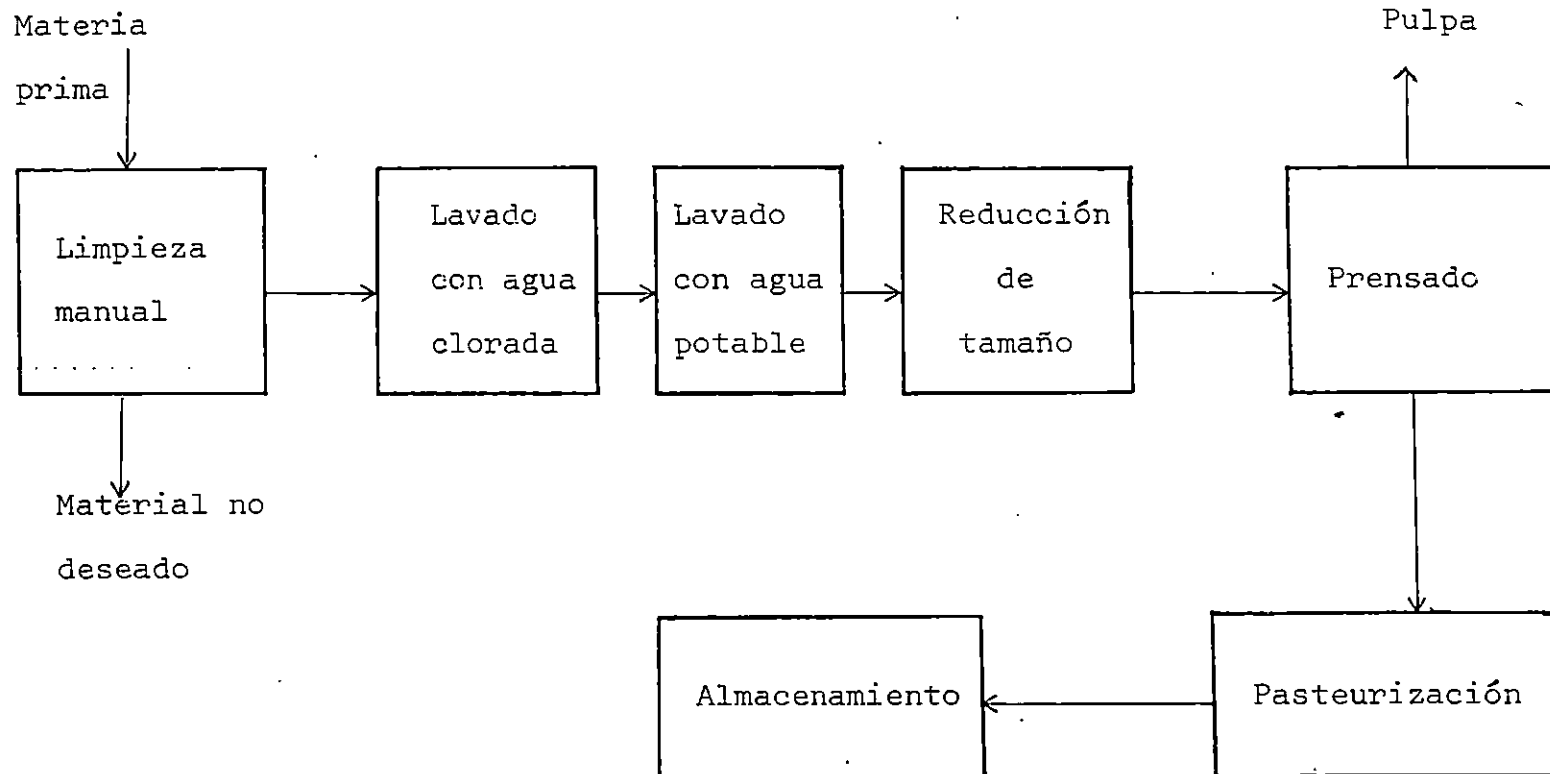 Materia
prima
Pulpa
Limpieza
manual
Lavado
con agua
clorada
Lavado
con agua
potable
Reducción
de
tamaño
Prensado
Material no
deseado
Almacenamiento
Pasteurización